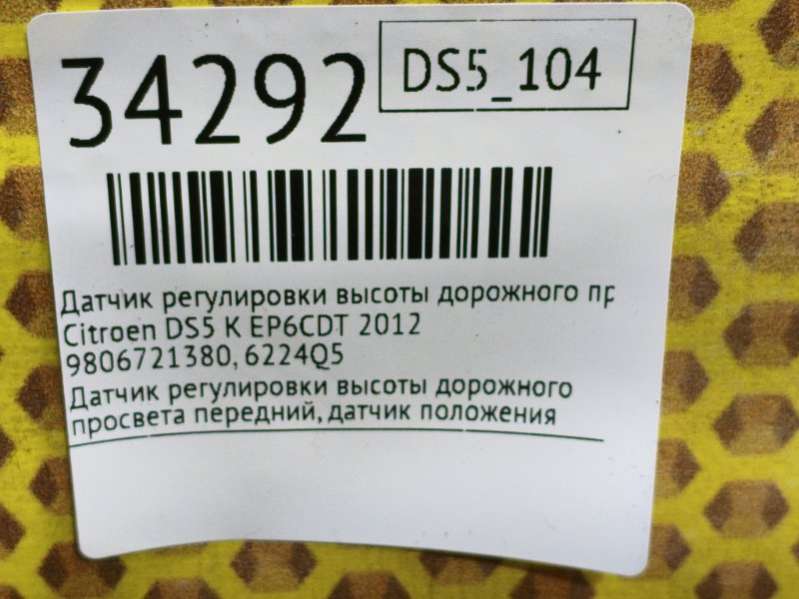 34292
DS5_104
Датчик регулировки высоты дорожного пр
Citroen DS5 K EP6CDT 2012
9806721380, 6224Q5
Датчик регулировки высоты дорожного
просвета передний, датчик положения